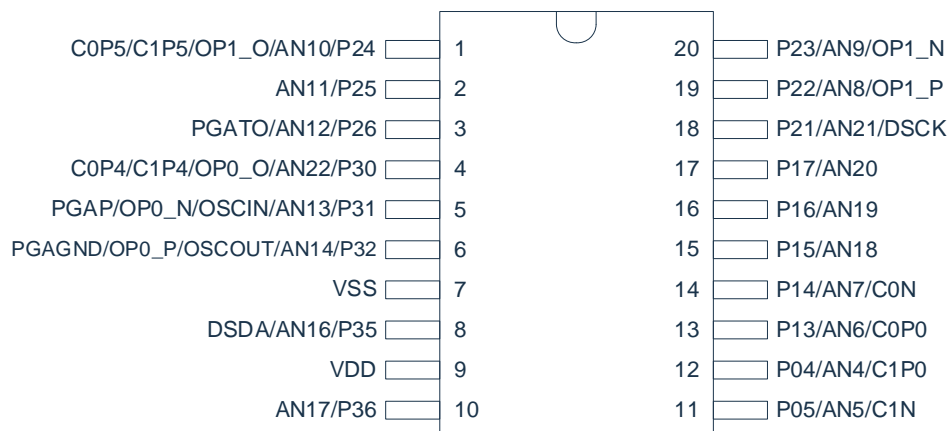 C0P5/C1P5/OP1_O/AN10/P24 1 20 P23/AN9/OP1_N
AN11/P25 2 19 P22/AN8/OP1_P
PGATO/AN12/P26 3 18 P21/AN21/DSCK
C0P4/C1P4/OP0_O/AN22/P30 4 17 P17/AN20
PGAP/OP0_N/OSCIN/AN13/P31 5 16 P16/AN19
PGAGND/OP0_P/OSCOUT/AN14/P32 6 15 P15/AN18
VSS 7 14 P14/AN7/C0N
DSDA/AN16/P35 8 13 P13/AN6/C0P0
VDD 9 12 P04/AN4/C1P0
AN17/P36 10 11 P05/AN5/C1N